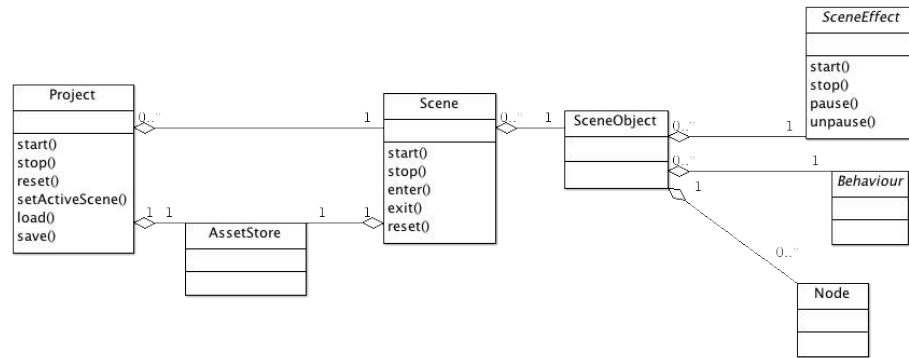 Project
start()
stop()
reset()
setActiveScene()
load()
save()
0..*
1
1
1
AssetStore
1
1
Scene
start()
stop()
enter()
exit()
reset()
0..*
1
SceneObject
0..*
1
0..*
1
1
0..*
SceneEffect
start()
stop()
pause()
unpause()
Behaviour
Node